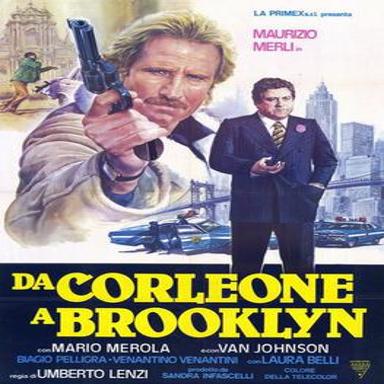 LA PRIMEX s.r.l. presenta
MAURIZIO
MERLI in
DA CORLEONE
A BROOKLYN
con MARIO MEROLA e con VAN JOHNSON
BIAGIO PELLIGRA - VENANTINO VENANTINI con LAURA BELLI
regia di UMBERTO LENZI
prodotto da
SANDRA INFASCELLI
COLORE
DELLA TELECOLOR